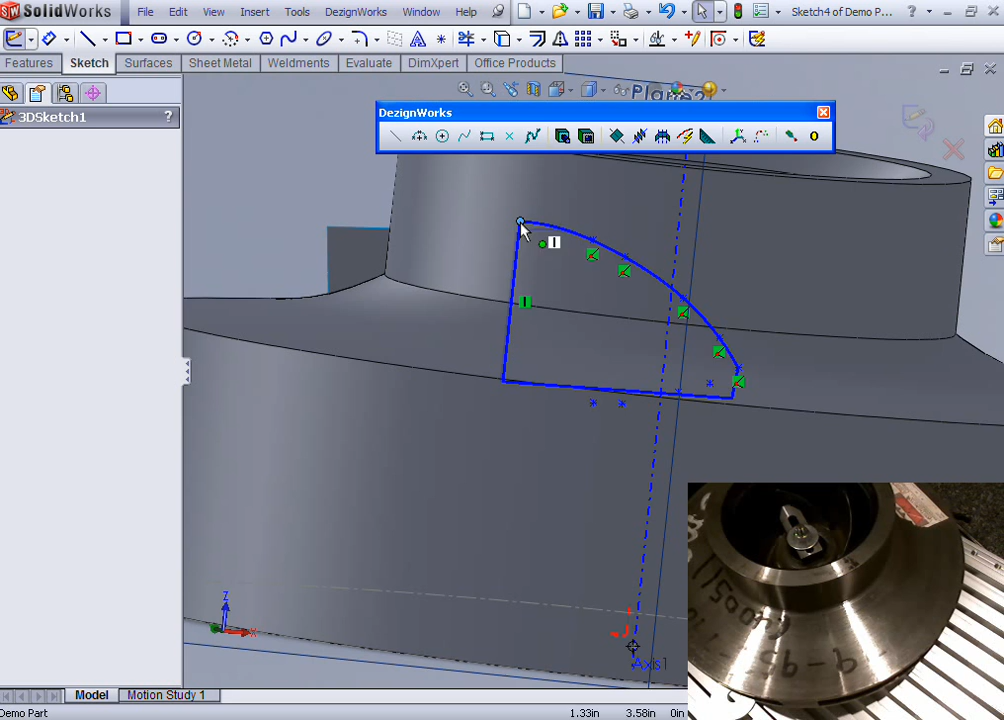 SolidWorks
File Edit View Insert Tools DezignWorks Window Help
Sketch4 of Demo P...
Features Sketch Surfaces Sheet Metal Weldments Evaluate DimXpert Office Products
3DSketch1 ?
Plane2
DezignWorks
Z
X
Axis1
Model Motion Study 1
Demo Part 1.33in 3.58in 0in